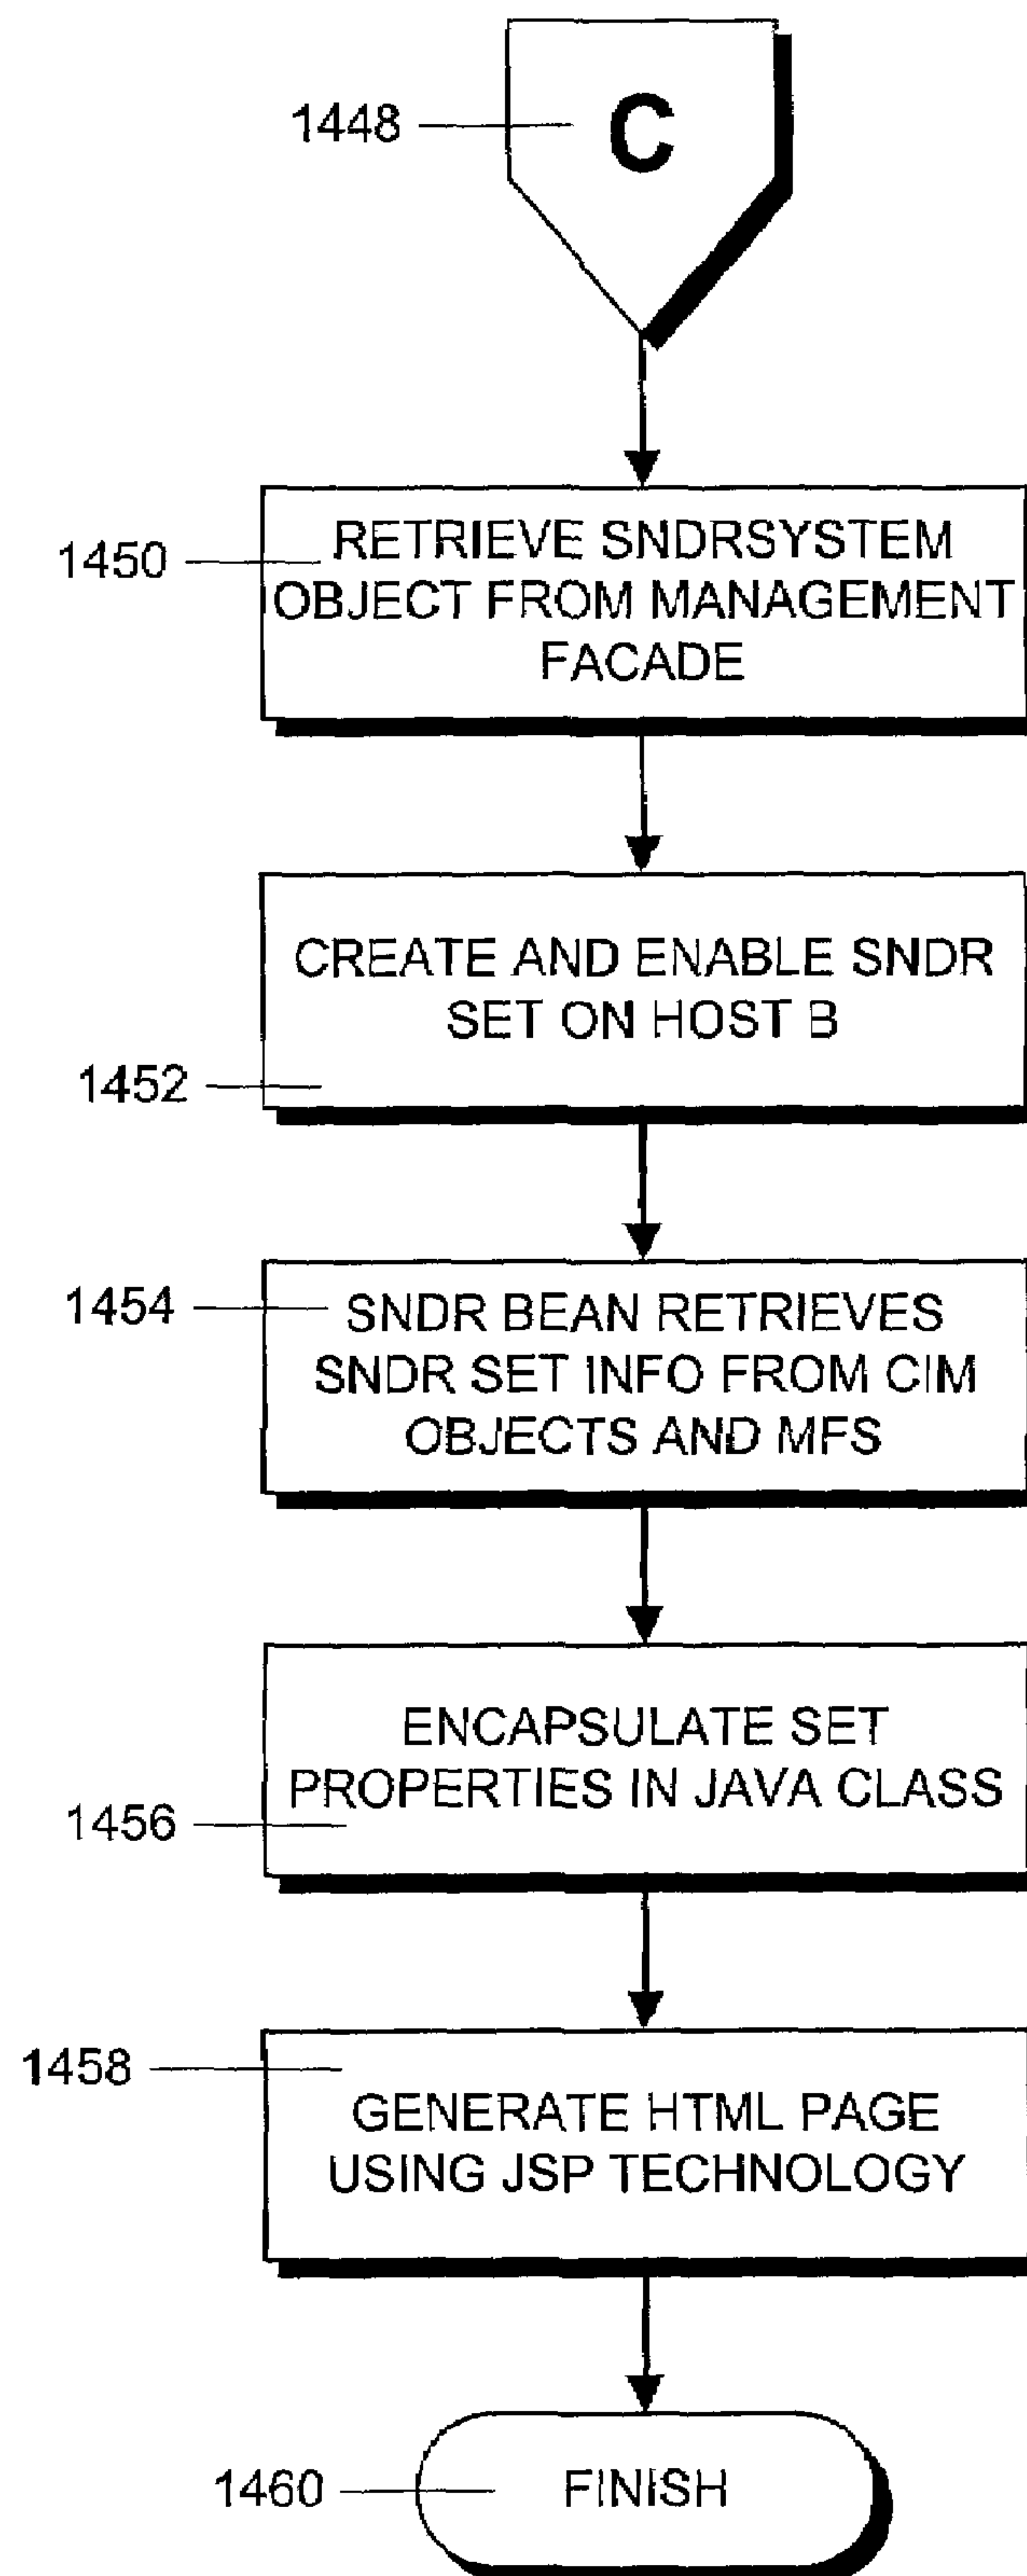 1448
C
1450
RETRIEVE SNDRSYSTEM
OBJECT FROM MANAGEMENT
FACADE
CREATE AND ENABLE SNDR
SET ON HOST B
1452
1454
SNDR BEAN RETRIEVES
SNDR SET INFO FROM CIM
OBJECTS AND MFS
ENCAPSULATE SET
PROPERTIES IN JAVA CLASS
1456
1458
GENERATE HTML PAGE
USING JSP TECHNOLOGY
1460
FINISH